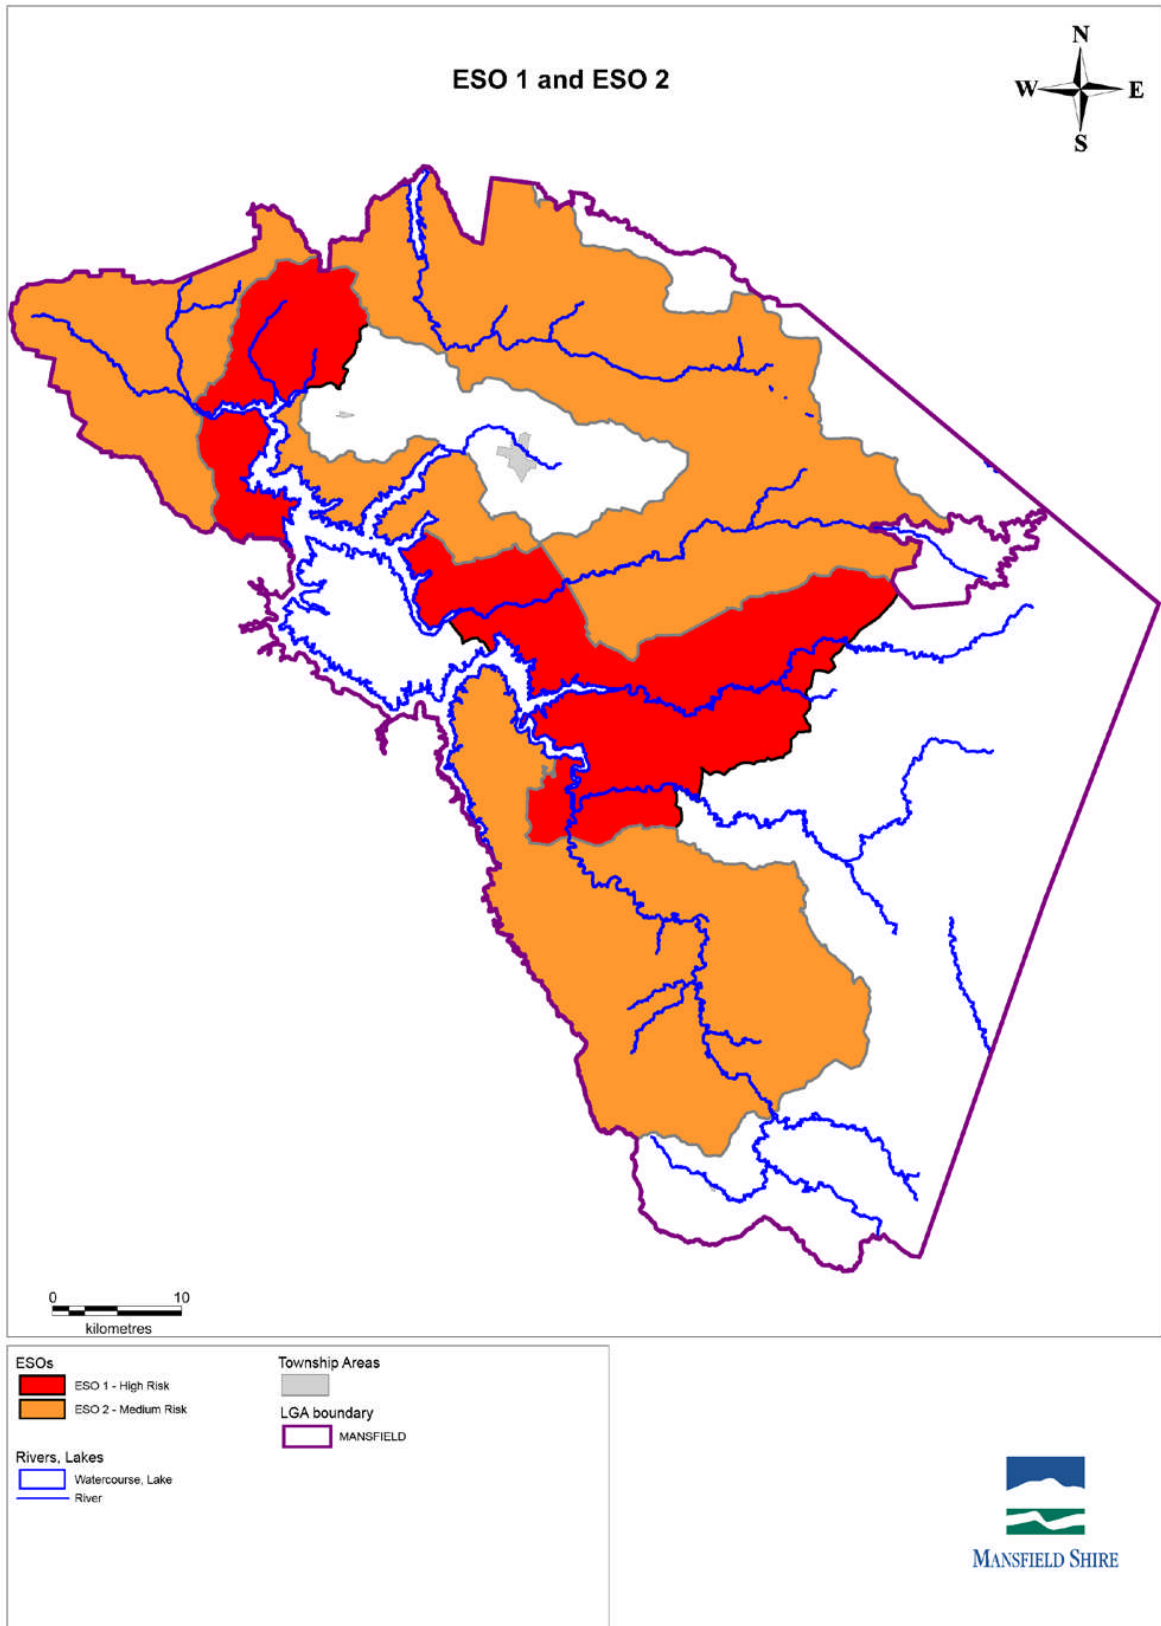 N
ESO 1 and ESO 2
W E
S
0 10
kilometres
ESOs
ESO 1 - High Risk
ESO 2 - Medium Risk
Rivers, Lakes
Watercourse, Lake
River
Township Areas
LGA boundary
MANSFIELD
MANSFIELD SHIRE